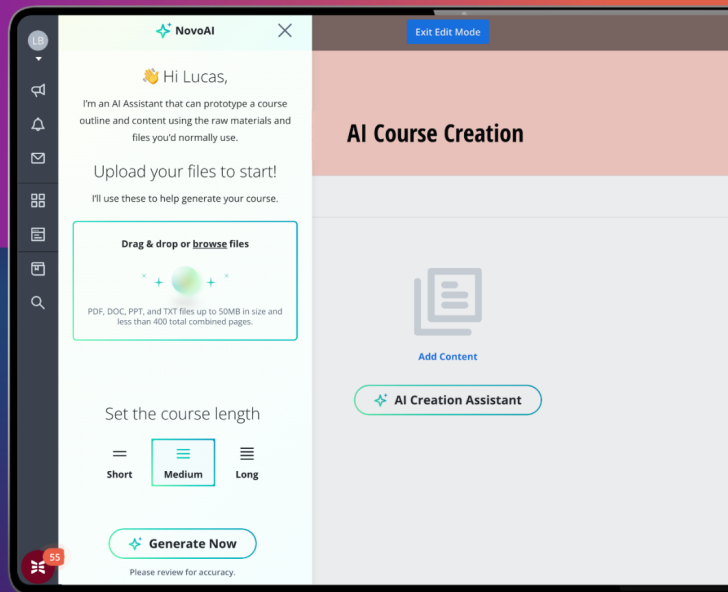 LB
NovoAI
Exit Edit Mode
👋 Hi Lucas,
I'm an AI Assistant that can prototype a course
outline and content using the raw materials and
files you'd normally use.
Upload your files to start!
I'll use these to help generate your course.
Drag & drop or browse files
PDF, DOC, PPT, and TXT files up to 50MB in size and
less than 400 total combined pages.
Set the course length
Short
Medium
Long
Generate Now
Please review for accuracy.
55
AI Course Creation
Add Content
AI Creation Assistant